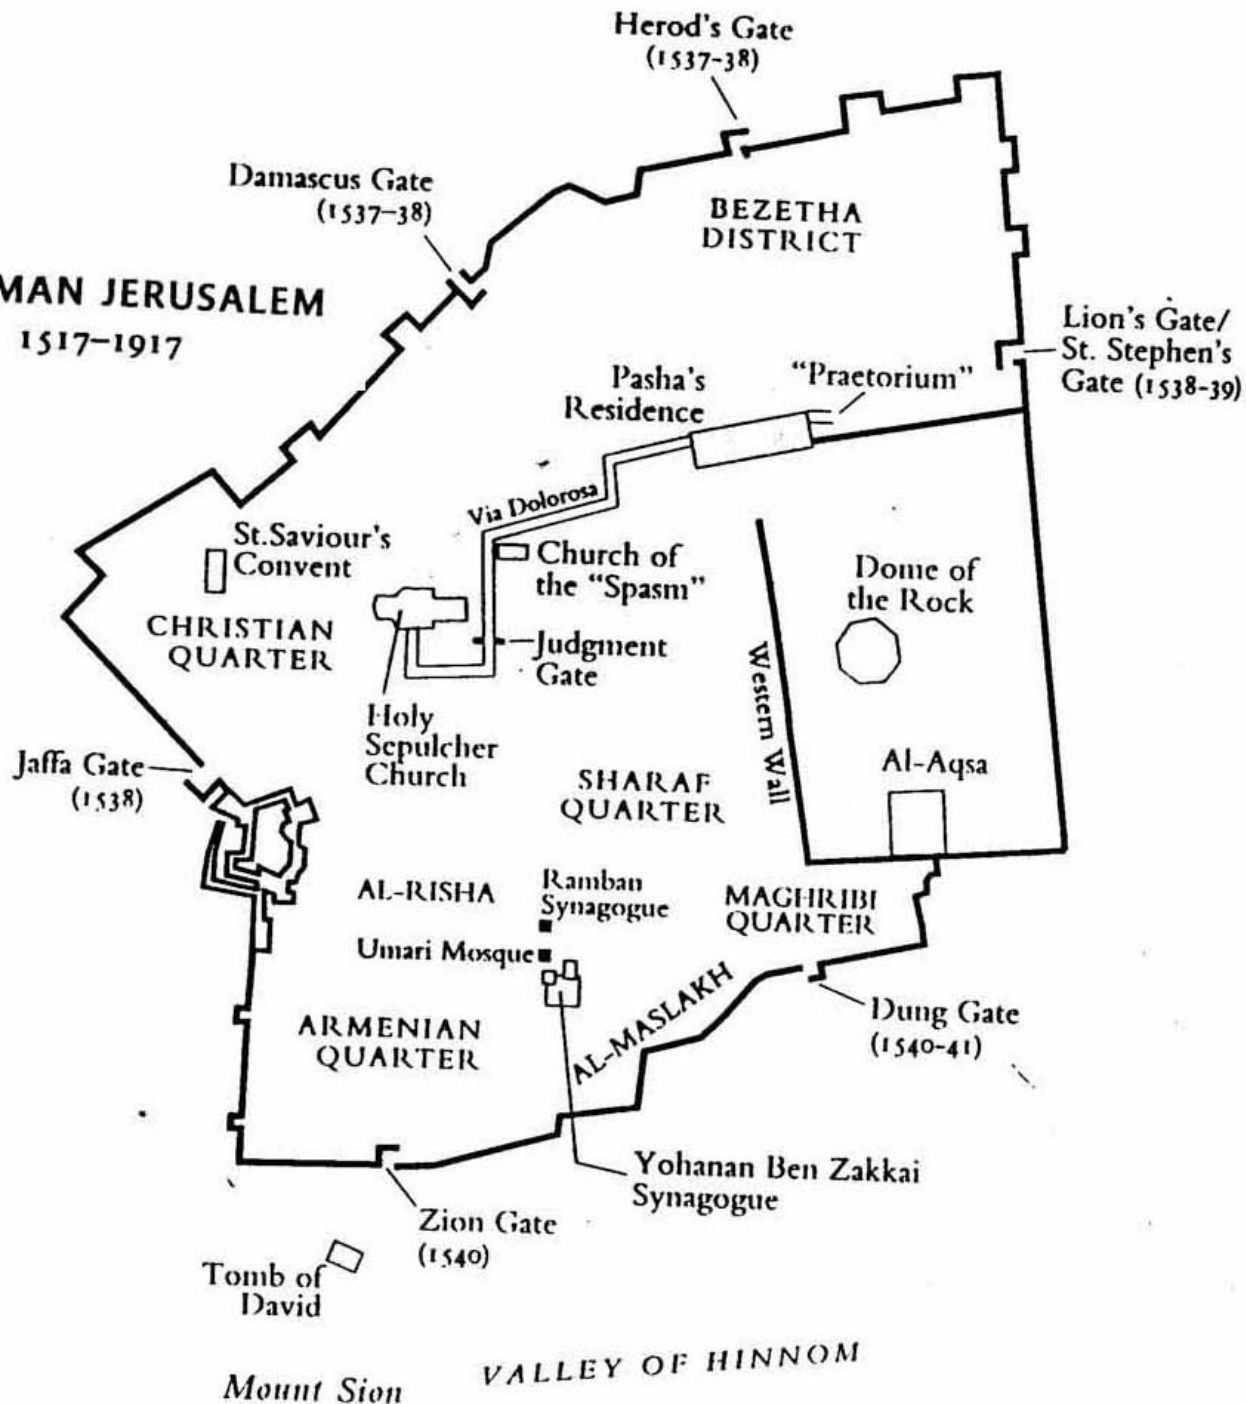 Herod's Gate
(1537-38)
Damascus Gate
(1537-38)
BEZETHA
DISTRICT
MAN JERUSALEM
1517-1917
Lion's Gate/
St. Stephen's
Gate (1538-39)
Pasha's
Residence
"Praetorium"
Via Dolorosa
St.Saviour's
Convent
Church of
the "Spasm"
Dome of
the Rock
CHRISTIAN
QUARTER
Judgment
Gate
Western Wall
Holy
Sepulcher
Church
Jaffa Gate
(1538)
SHARAF
QUARTER
Al-Aqsa
AL-RISHA
Ramban
Synagogue
MAGHRIBI
QUARTER
Umari Mosque
AL-MASLAKH
Dung Gate
(1540-41)
ARMENIAN
QUARTER
Yohanan Ben Zakkai
Synagogue
Zion Gate
(1540)
Tomb of
David
Mount Sion
VALLEY OF HINNOM